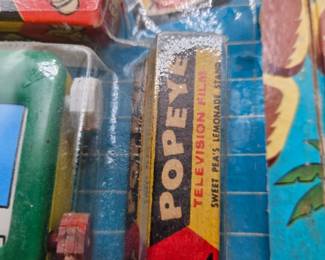 POPEYE
TELEVISION FILM
SWEET PEA'S LEMONADE STAND